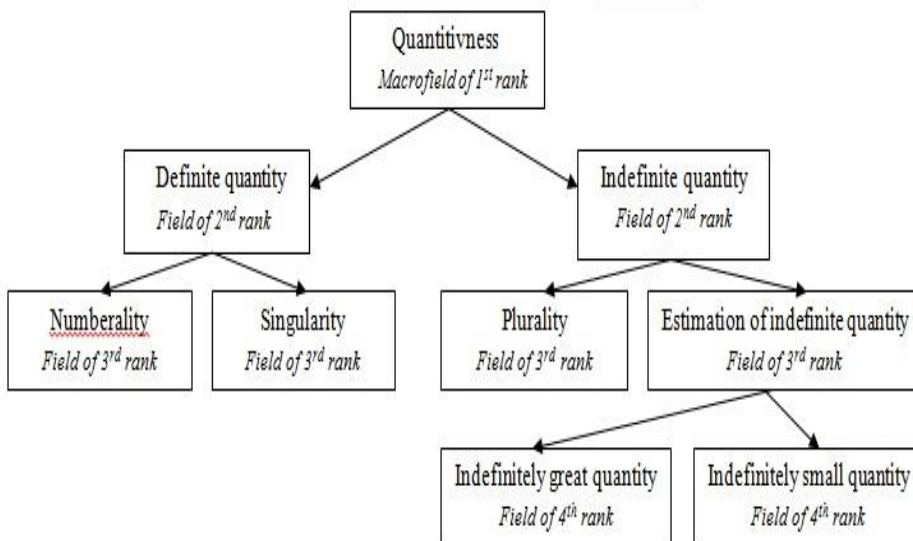 Quantitivness
Macrofield of 1st rank
Definite quantity
Field of 2nd rank
Indefinite quantity
Field of 2nd rank
Numberality
Field of 3rd rank
Singularity
Field of 3rd rank
Plurality
Field of 3rd rank
Estimation of indefinite quantity
Field of 3rd rank
Indefinitely great quantity
Field of 4th rank
Indefinitely small quantity
Field of 4th rank